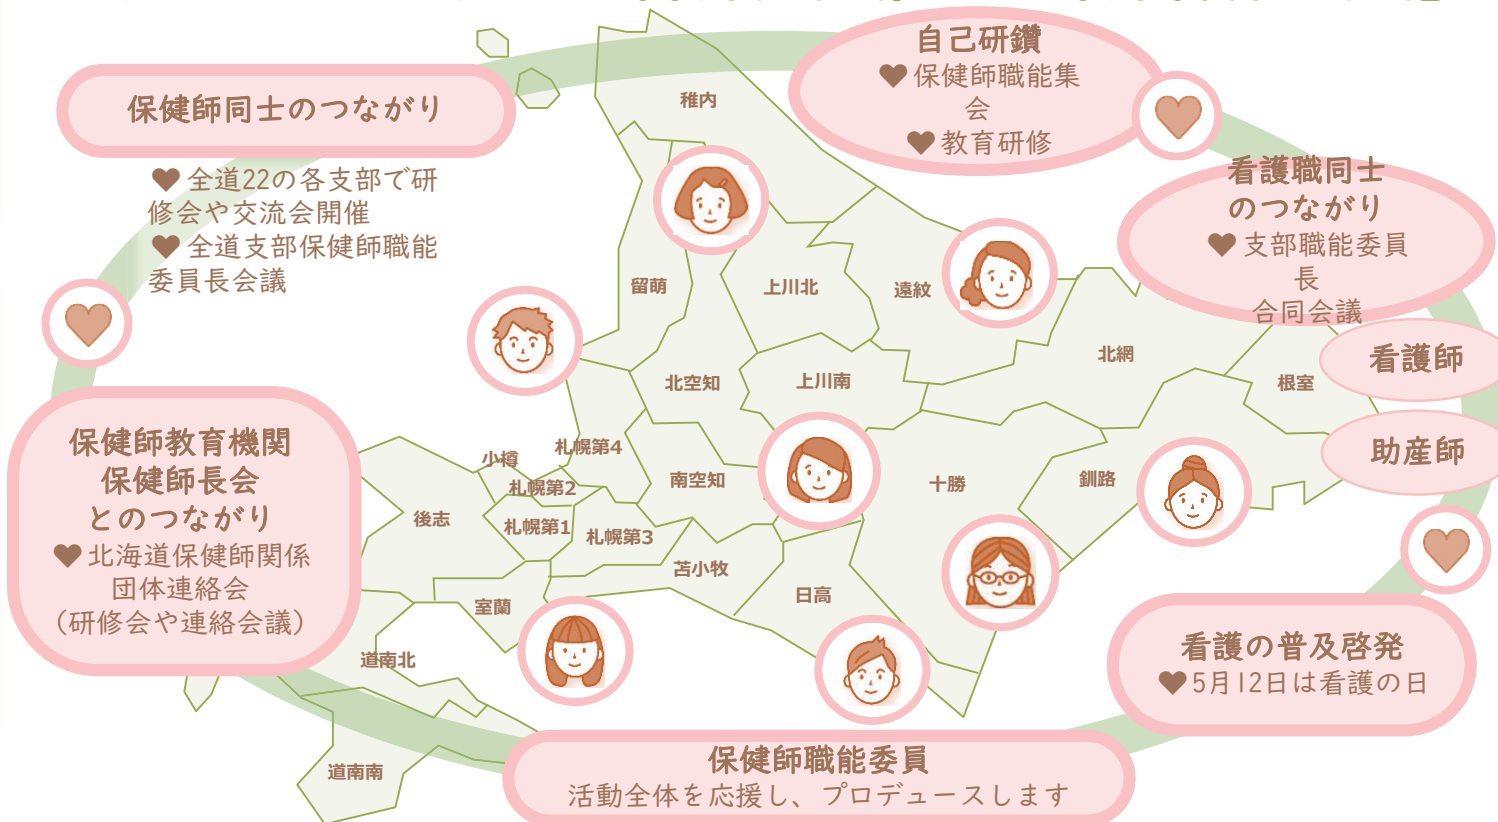 保健師同士のつながり
♥ 全道22の各支部で研
修会や交流会開催
♥ 全道支部保健師職能
委員長会議
自己研鑽
♥ 保健師職能集
会
♥ 教育研修
看護職同士
のつながり
♥ 支部職能委員
長
合同会議
看護師
助産師
保健師教育機関
保健師長会
とのつながり
♥ 北海道保健師関係
団体連絡会
(研修会や連絡会議)
看護の普及啓発
♥ 5月12日は看護の日
保健師職能委員
活動全体を応援し、プロデュースします
稚内
留萌
上川北
遠紋
北網
北空知
上川南
根室
小樽
札幌第4
札幌第2
南空知
十勝
釧路
後志
札幌第1
札幌第3
苫小牧
日高
室蘭
道南北
道南南